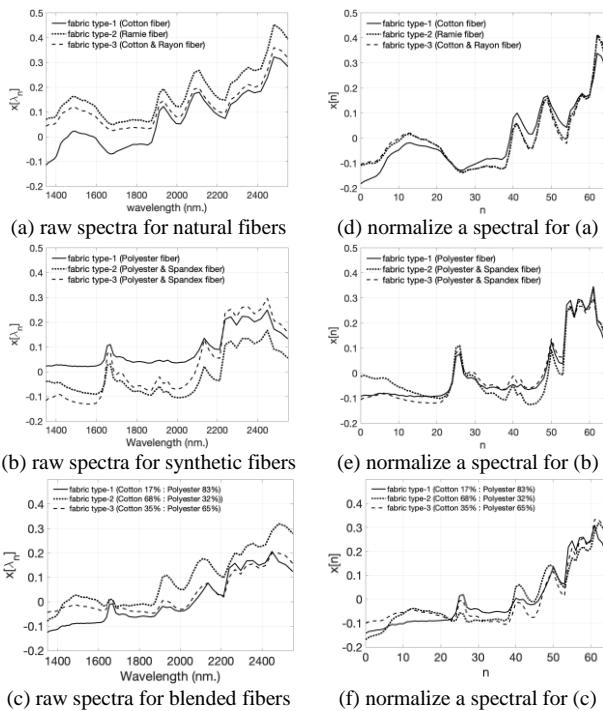 fabric type-1 (Cotton fiber)
fabric type-2 (Ramie fiber)
fabric type-3 (Cotton & Rayon fiber)
0.5
0.4
0.3
0.2
0.1
0
-0.1
-0.2
x[λn]
1400 1600 1800 2000 2200 2400
wavelength (nm.)
(a) raw spectra for natural fibers
fabric type-1 (Cotton fiber)
fabric type-2 (Ramie fiber)
fabric type-3 (Cotton & Rayon fiber)
0.5
0.4
0.3
0.2
0.1
0
-0.1
-0.2
x[n]
0 10 20 30 40 50 60
n
(d) normalize a spectral for (a)
fabric type-1 (Polyester fiber)
fabric type-2 (Polyester & Spandex fiber)
fabric type-3 (Polyester & Spandex fiber)
0.5
0.4
0.3
0.2
0.1
0
-0.1
-0.2
x[λn]
1400 1600 1800 2000 2200 2400
Wavelength (nm.)
(b) raw spectra for synthetic fibers
fabric type-1 (Polyester fiber)
fabric type-2 (Polyester & Spandex fiber)
fabric type-3 (Polyester & Spandex fiber)
0.5
0.4
0.3
0.2
0.1
0
-0.1
-0.2
x[n]
0 10 20 30 40 50 60
n
(e) normalize a spectral for (b)
fabric type-1 (Cotton 17% : Polyester 83%)
fabric type-2 (Cotton 68% : Polyester 32%))
fabric type-3 (Cotton 35% : Polyester 65%)
0.5
0.4
0.3
0.2
0.1
0
-0.1
-0.2
x[λn]
1400 1600 1800 2000 2200 2400
Wavelength (nm.)
(c) raw spectra for blended fibers
fabric type-1 (Cotton 17% : Polyester 83%)
fabric type-2 (Cotton 68% : Polyester 32%)
fabric type-3 (Cotton 35% : Polyester 65%)
0.5
0.4
0.3
0.2
0.1
0
-0.1
-0.2
x[n]
0 10 20 30 40 50 60
n
(f) normalize a spectral for (c)